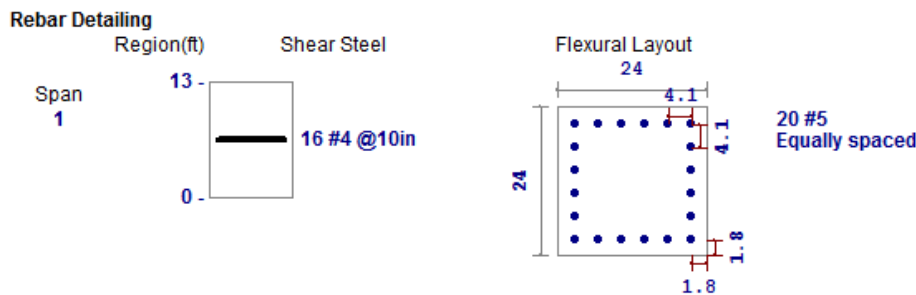 Rebar Detailing
Region(ft) Shear Steel Flexural Layout
24
13 -
Span
1
4.1
16 #4 @10in
4.1
20 #5
Equally spaced
24
0 -
1.8
1.8